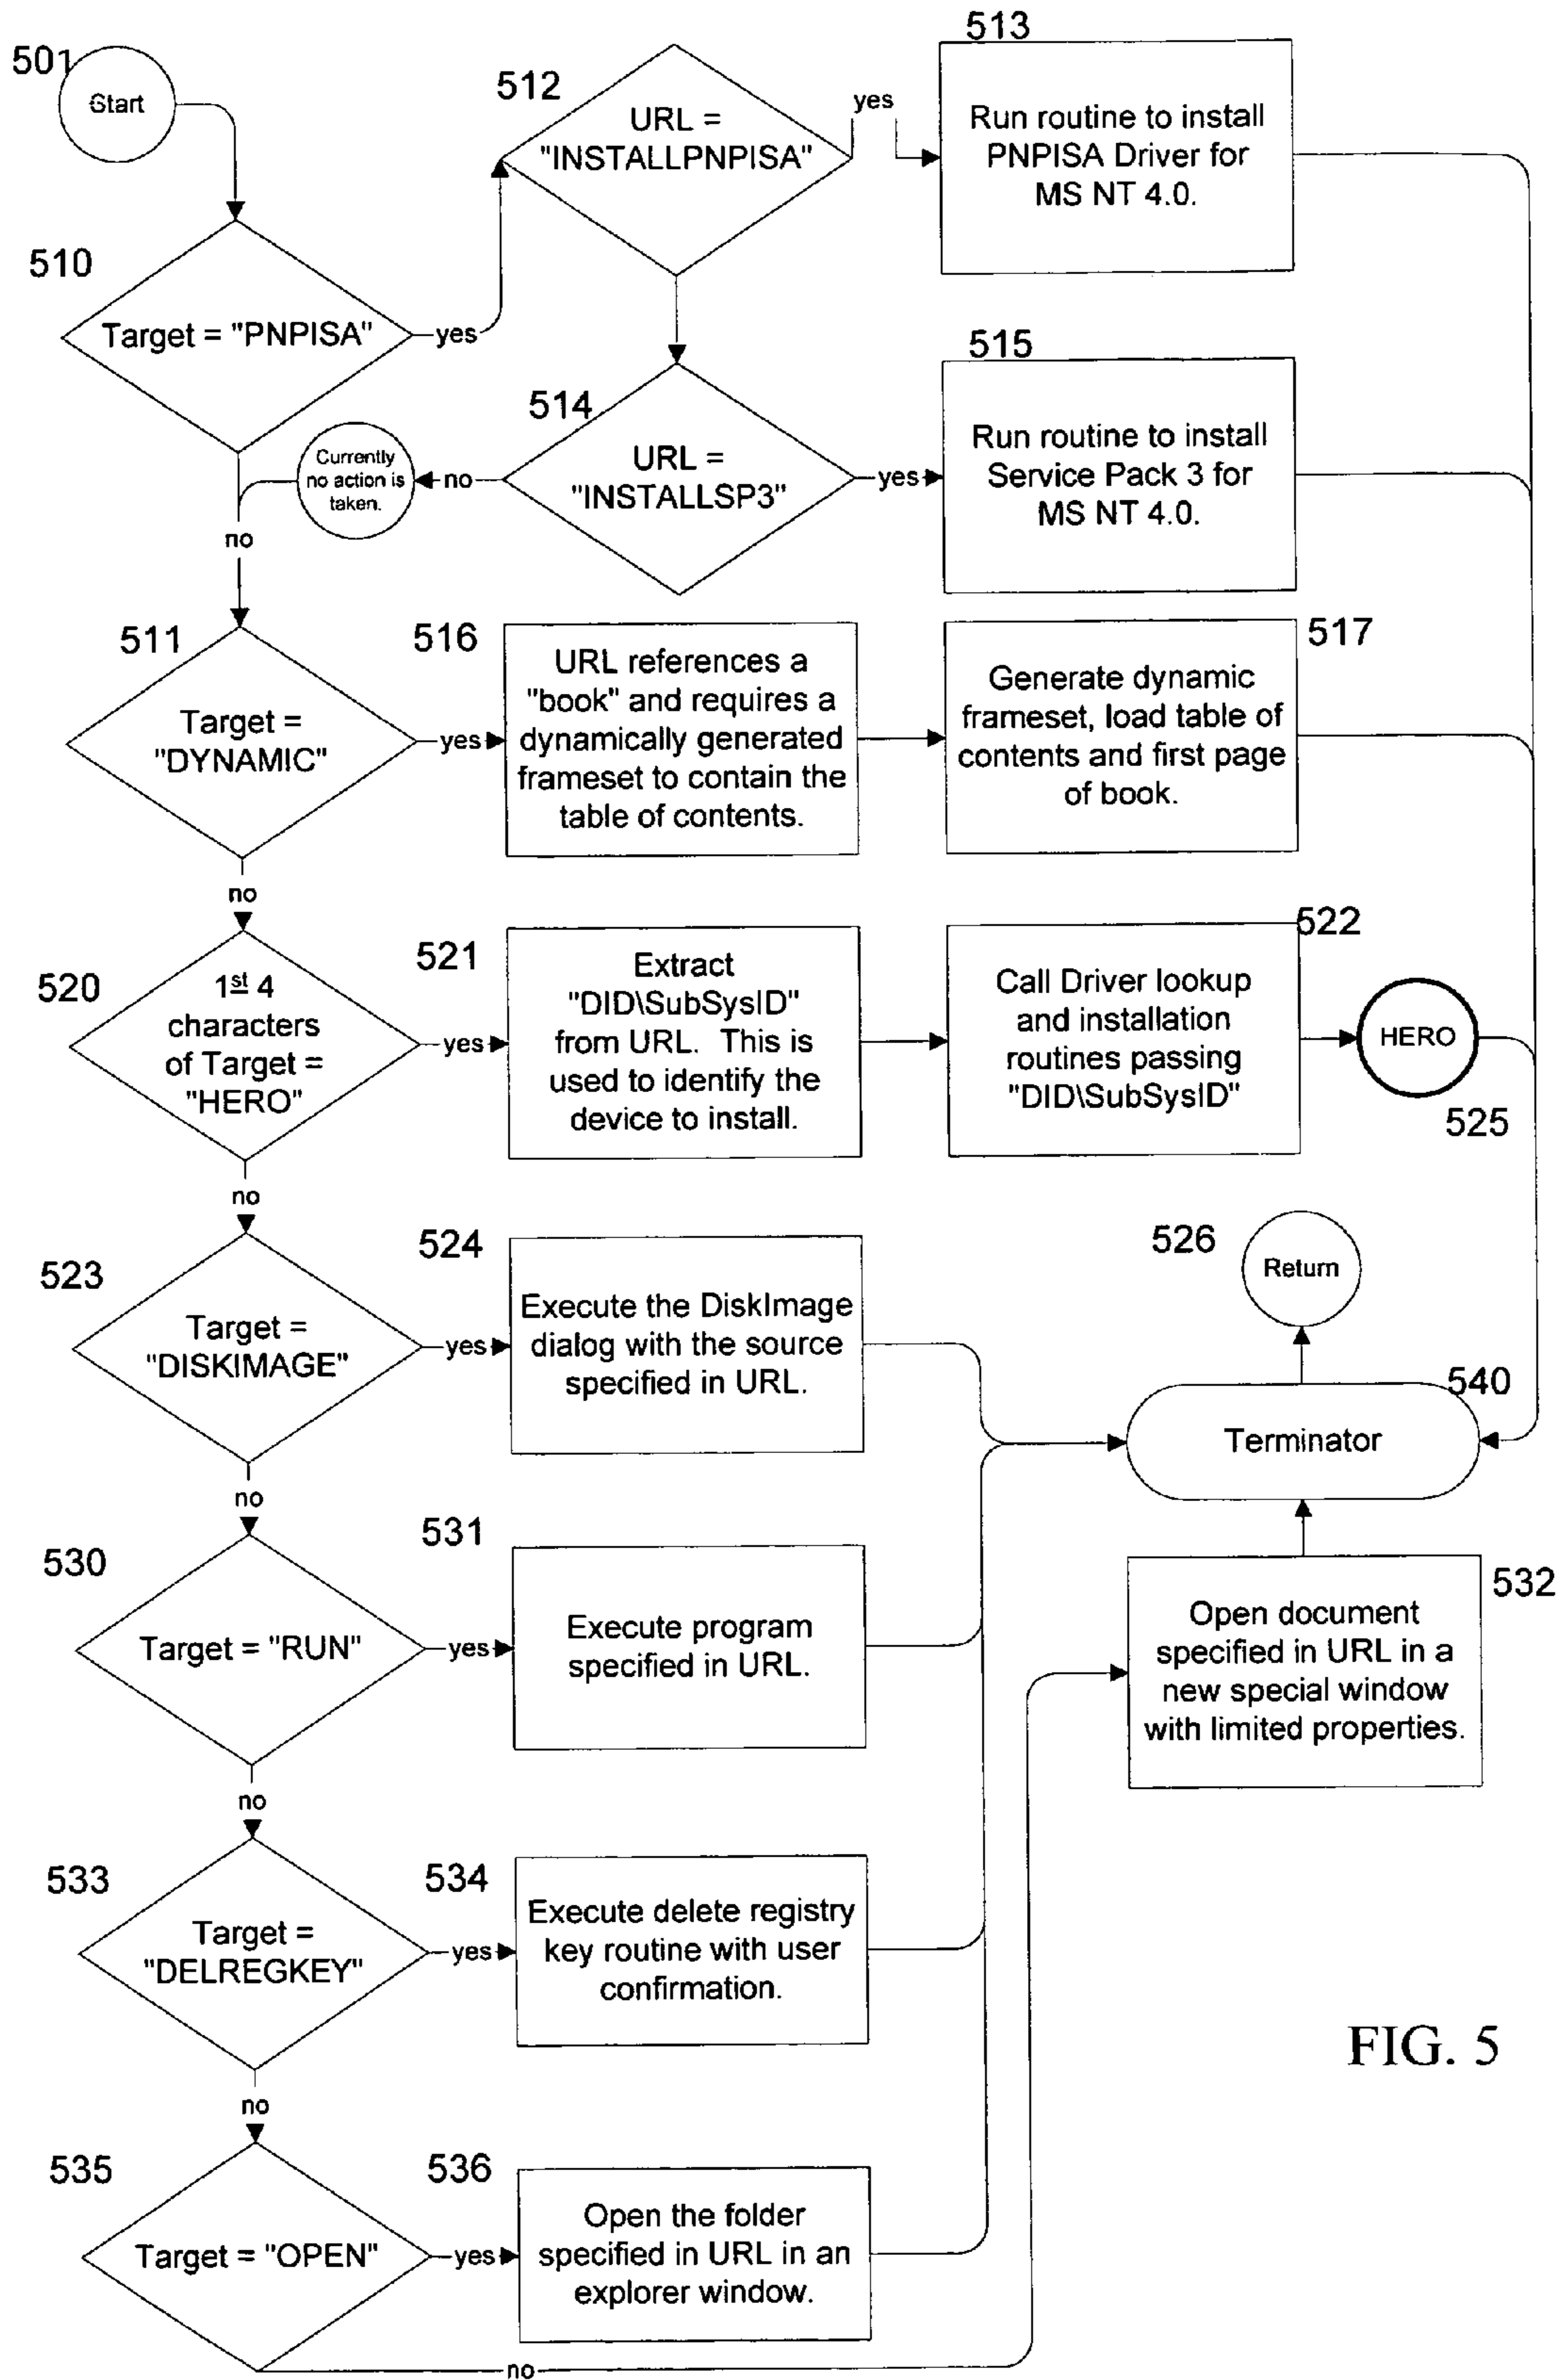 501
Start
510
Target = "PNPISA"
yes
512
URL =
"INSTALLPNPISA"
yes
513
Run routine to install
PNPISA Driver for
MS NT 4.0.
514
URL =
"INSTALLSP3"
yes
515
Run routine to install
Service Pack 3 for
MS NT 4.0.
no
Currently
no action is
taken.
no
511
Target =
"DYNAMIC"
yes
516
URL references a
"book" and requires a
dynamically generated
frameset to contain the
table of contents.
517
Generate dynamic
frameset, load table of
contents and first page
of book.
no
520
1st 4
characters
of Target =
"HERO"
yes
521
Extract
"DID\SubSysID"
from URL. This is
used to identify the
device to install.
522
Call Driver lookup
and installation
routines passing
"DID\SubSysID"
HERO
525
no
523
Target =
"DISKIMAGE"
yes
524
Execute the DiskImage
dialog with the source
specified in URL.
526
Return
540
Terminator
no
530
Target = "RUN"
yes
531
Execute program
specified in URL.
532
Open document
specified in URL in a
new special window
with limited properties.
no
533
Target =
"DELREGKEY"
yes
534
Execute delete registry
key routine with user
confirmation.
no
535
Target = "OPEN"
yes
536
Open the folder
specified in URL in an
explorer window.
no
FIG. 5